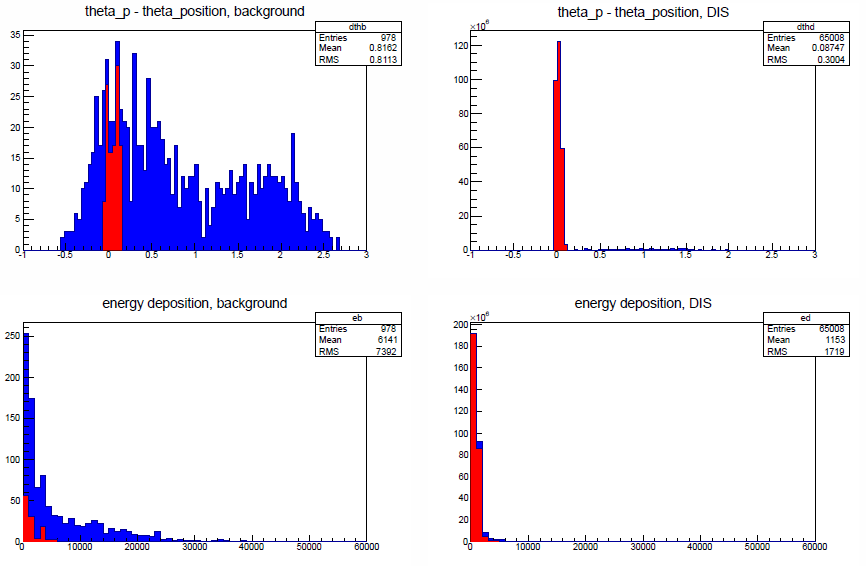 theta_p - theta_position, background
dthb
Entries 978
Mean 0.8162
RMS 0.8113
35
30
25
20
15
10
5
0
-1 -0.5 0 0.5 1 1.5 2 2.5 3
theta_p - theta_position, DIS
×10⁶
dthd
Entries 65008
Mean 0.08747
RMS 0.3004
120
100
80
60
40
20
0
-1 -0.5 0 0.5 1 1.5 2 2.5 3
energy deposition, background
eb
Entries 978
Mean 6141
RMS 7392
250
200
150
100
50
0
0 10000 20000 30000 40000 50000 60000
energy deposition, DIS
×10⁶
ed
Entries 65008
Mean 1153
RMS 1719
200
180
160
140
120
100
80
60
40
20
0
0 10000 20000 30000 40000 50000 60000